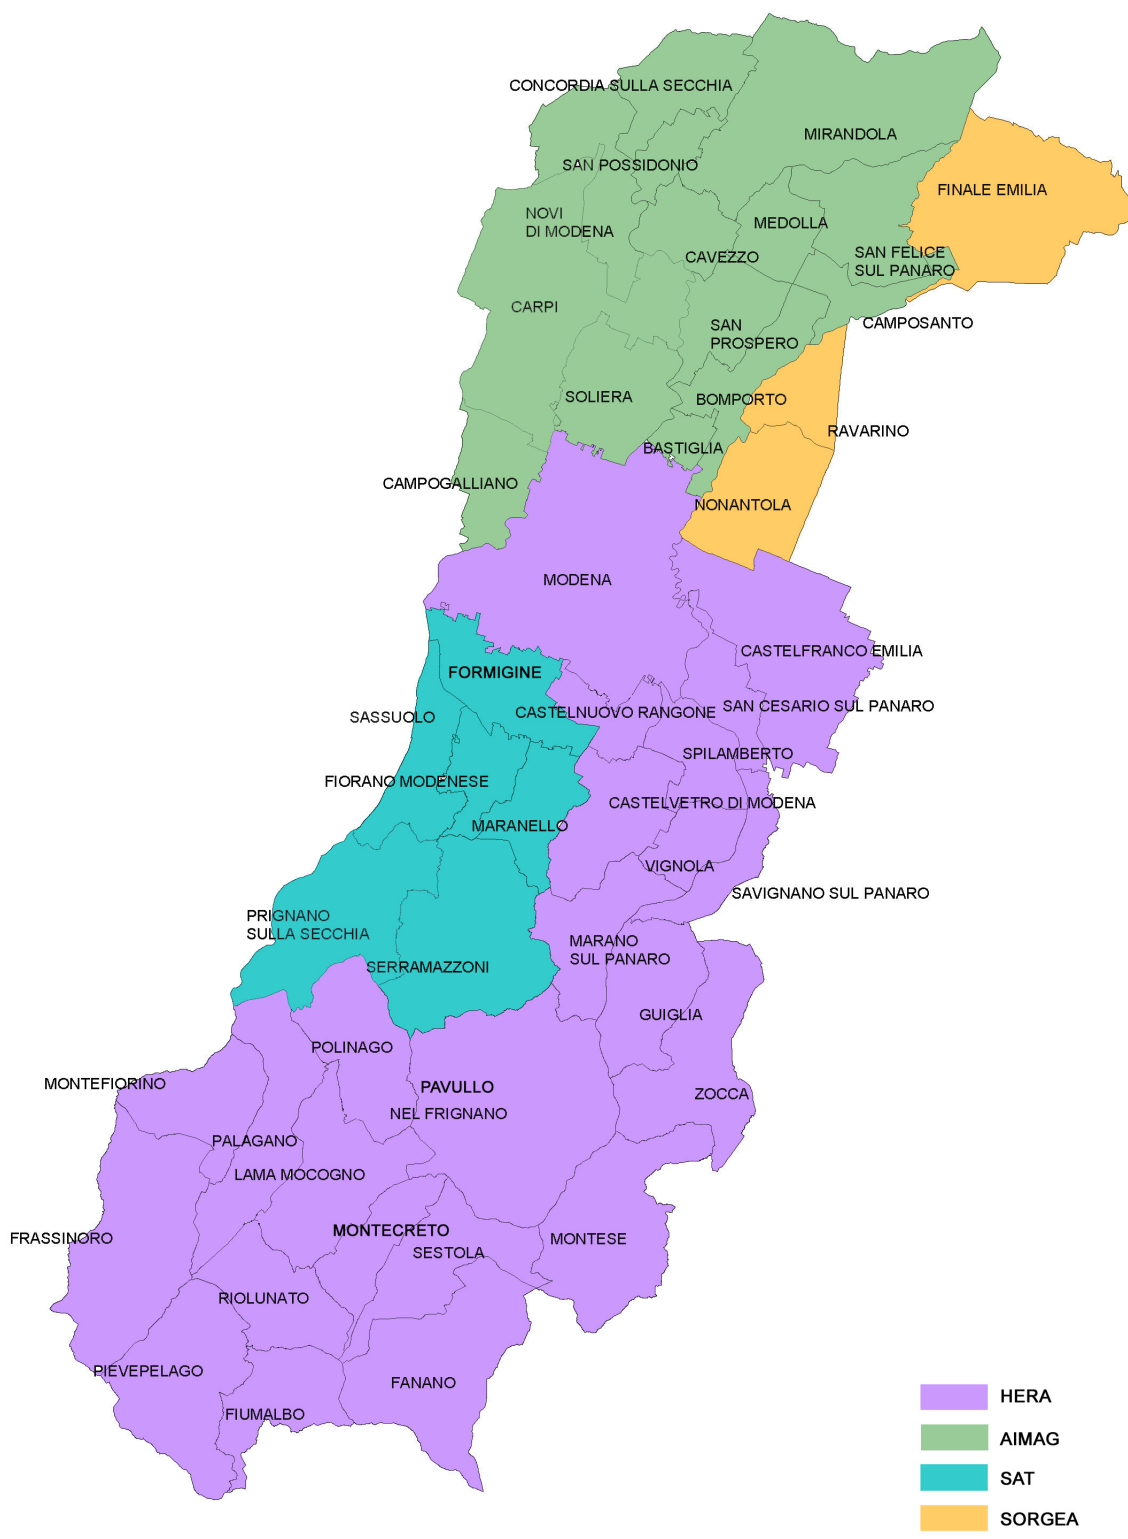 CONCORDIA SULLA SECCHIA
MIRANDOLA
SAN POSSIDONIO
FINALE EMILIA
NOVI
DI MODENA
MEDOLLA
CAVEZZO
SAN FELICE
SUL PANARO
CARPI
CAMPOSANTO
SAN
PROSPERO
SOLIERA
BOMPORTO
RAVARINO
BASTIGLIA
CAMPOGALLIANO
NONANTOLA
MODENA
CASTELFRANCO EMILIA
FORMIGINE
SAN CESARIO SUL PANARO
CASTELNUOVO RANGONE
SASSUOLO
SPILAMBERTO
FIORANO MODENESE
CASTELVETRO DI MODENA
MARANELLO
VIGNOLA
SAVIGNANO SUL PANARO
PRIGNANO
SULLA SECCHIA
MARANO
SUL PANARO
SERRAMAZZONI
GUIGLIA
POLINAGO
MONTEFIORINO
PAVULLO
NEL FRIGNANO
ZOCCA
PALAGANO
LAMA MOCOGNO
MONTECRETO
FRASSINORO
MONTESE
SESTOLA
RIOLUNATO
PIEVEPELAGO
FANANO
FIUMALBO
HERA
AIMAG
SAT
SORGEA